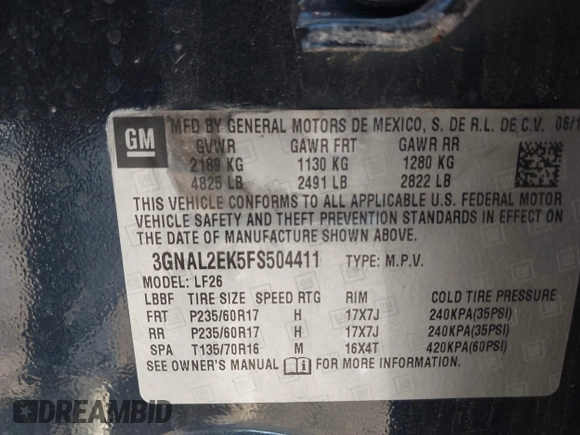 GM MFD BY GENERAL MOTORS DE MEXICO, S. DE R.L. DE C.V. 06/1
GVWR GAWR FRT GAWR RR
2189 KG 1130 KG 1280 KG
4825 LB 2491 LB 2822 LB
THIS VEHICLE CONFORMS TO ALL APPLICABLE U.S. FEDERAL MOTOR
VEHICLE SAFETY AND THEFT PREVENTION STANDARDS IN EFFECT ON
THE DATE OF MANUFACTURE SHOWN ABOVE.
3GNAL2EK5FS504411 TYPE: M.P.V.
MODEL: LF26
LBBF TIRE SIZE SPEED RTG RIM COLD TIRE PRESSURE
FRT P235/60R17 H 17X7J 240KPA(35PSI)
RR P235/60R17 H 17X7J 240KPA(35PSI)
SPA T135/70R16 M 16X4T 420KPA(60PSI)
SEE OWNER'S MANUAL FOR MORE INFORMATION
DREAMBID